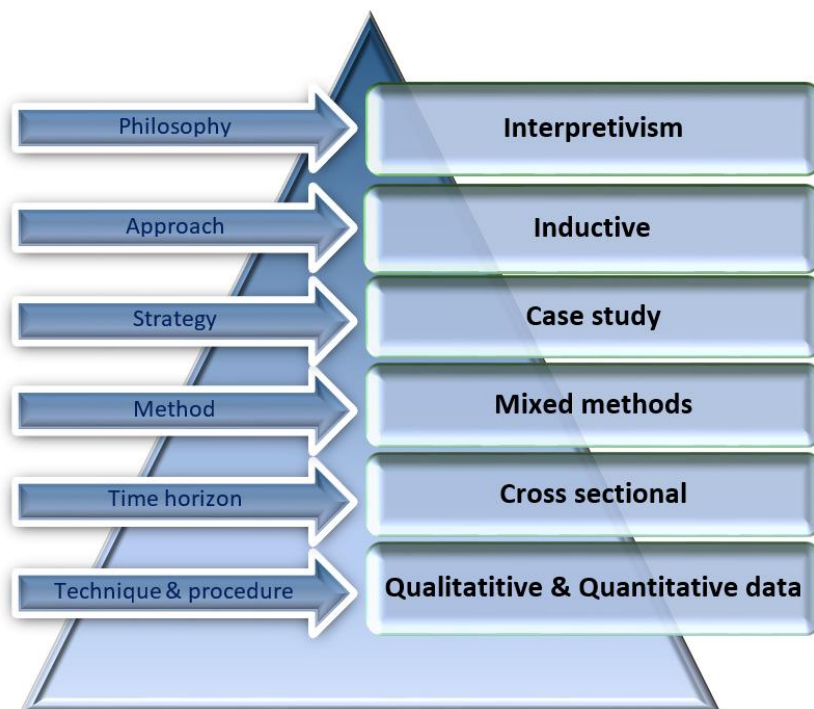 Philosophy
Interpretivism
Approach
Inductive
Strategy
Case study
Method
Mixed methods
Time horizon
Cross sectional
Technique & procedure
Qualitatitive & Quantitative data